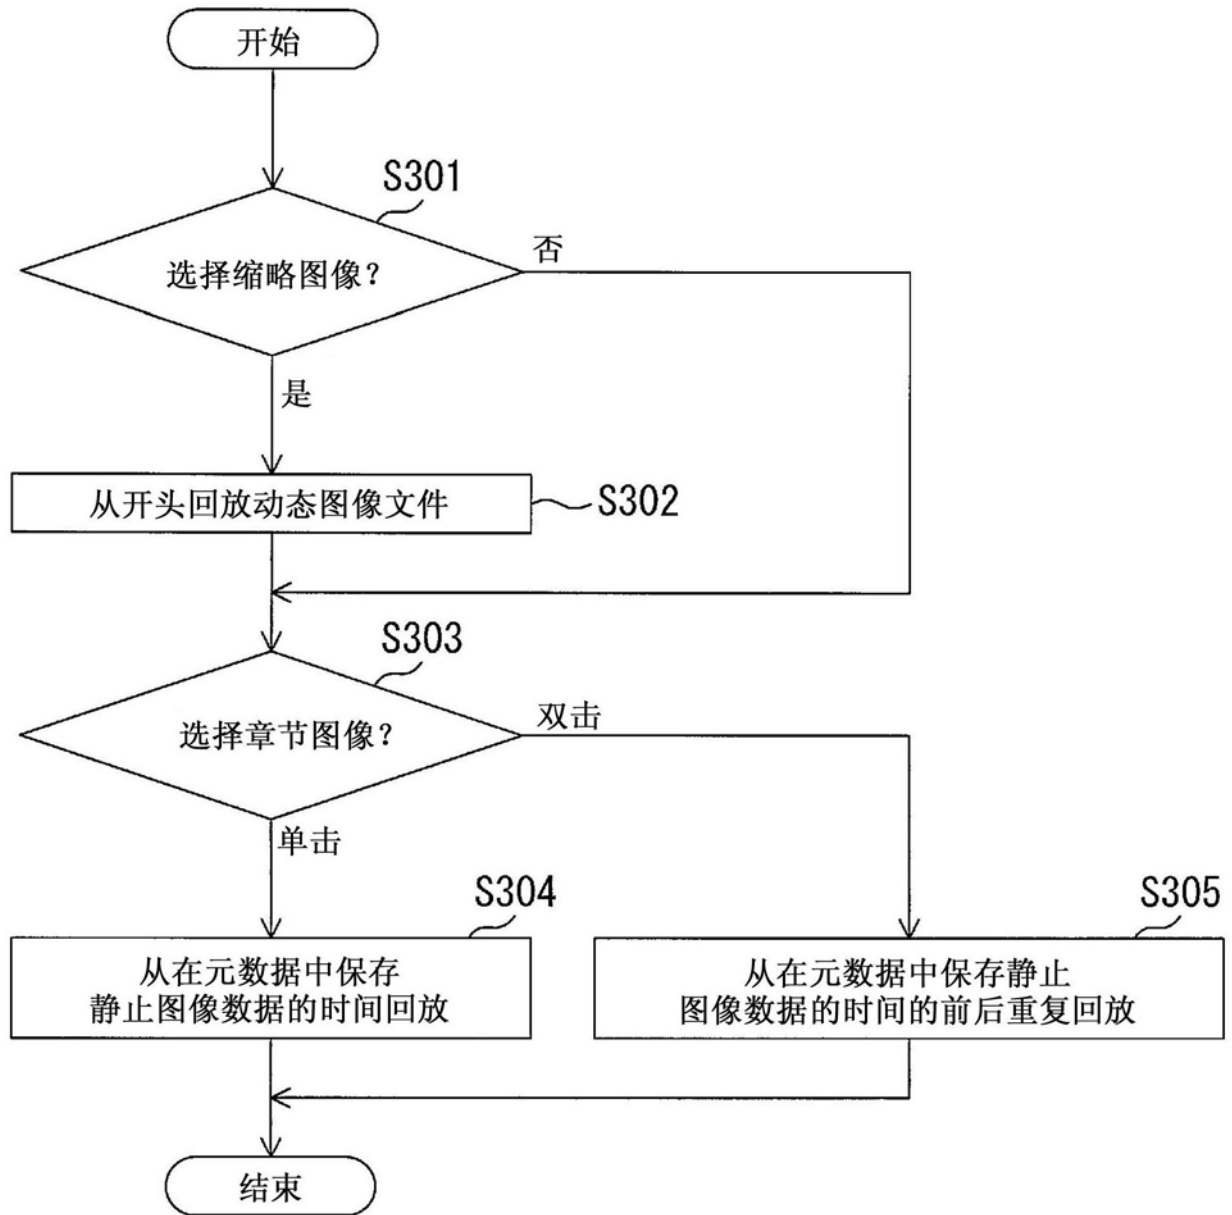 开始
S301
选择缩略图像？
否
是
从开头回放动态图像文件
S302
S303
选择章节图像？
双击
单击
S304
从在元数据中保存
静止图像数据的时间回放
S305
从在元数据中保存静止
图像数据的时间的前后重复回放
结束